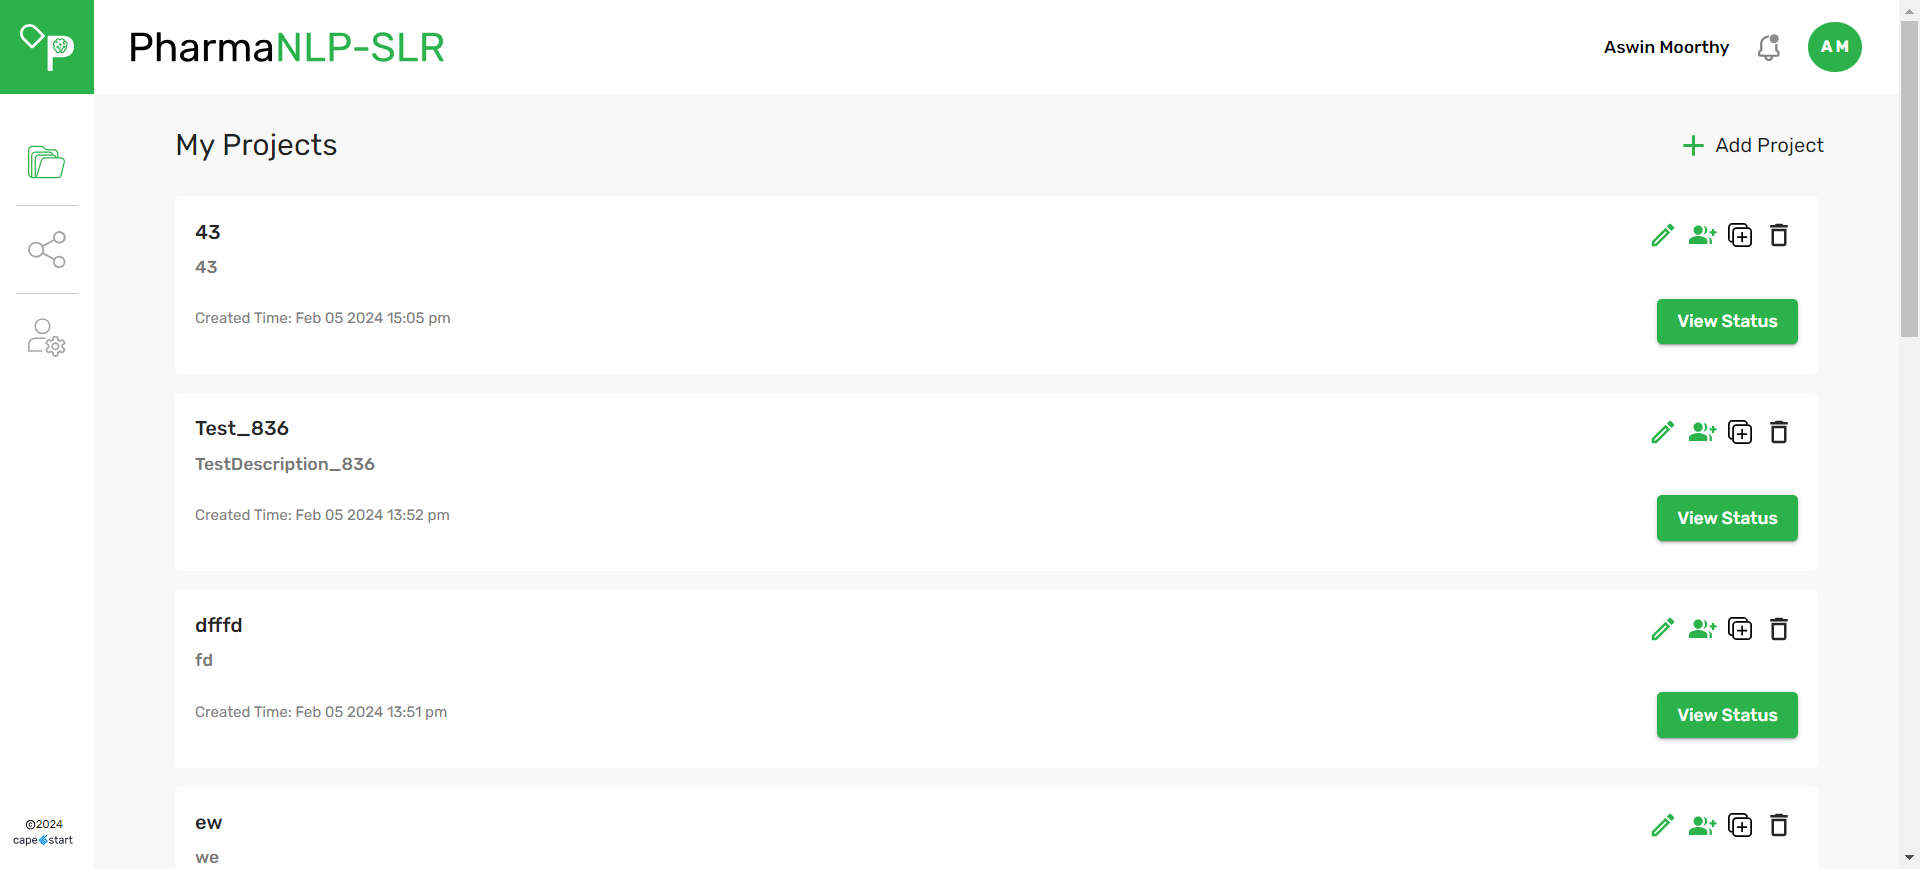 P
PharmaNLP-SLR
Aswin Moorthy
AM
My Projects
Add Project
43
43
Created Time: Feb 05 2024 15:05 pm
View Status
Test_836
TestDescription_836
Created Time: Feb 05 2024 13:52 pm
View Status
dfffd
fd
Created Time: Feb 05 2024 13:51 pm
View Status
ew
we
©2024
capestart